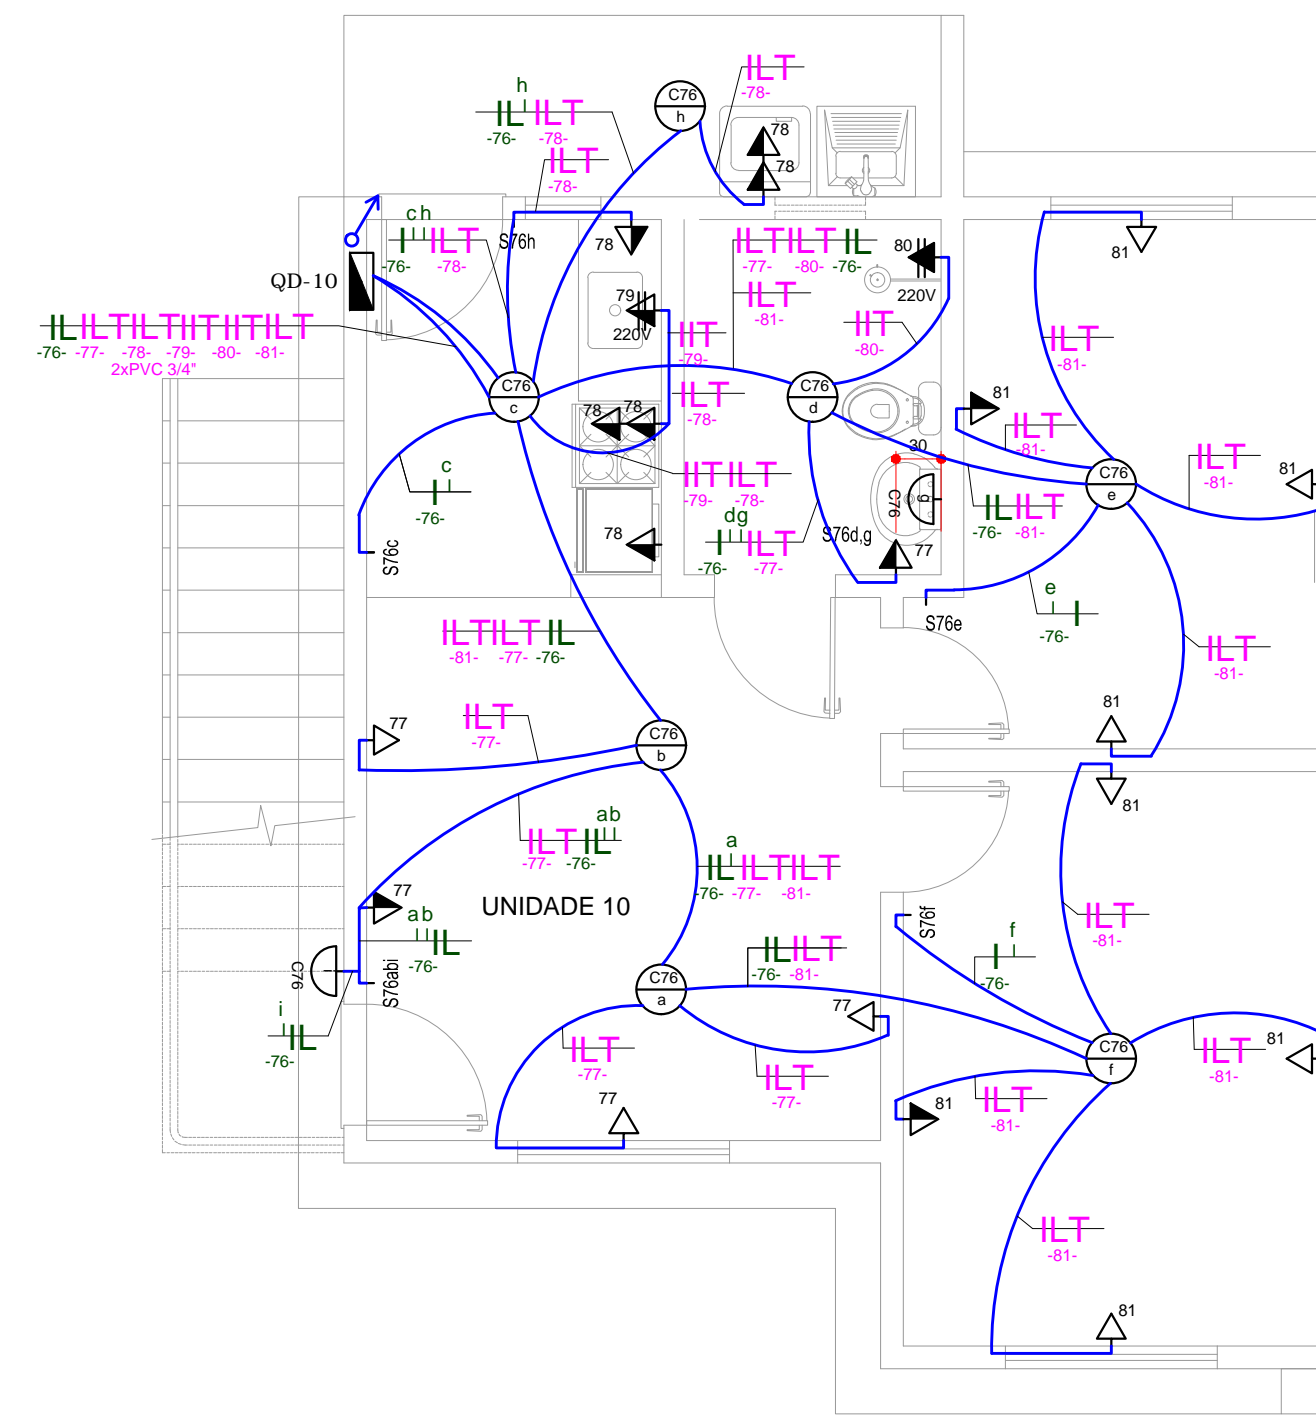 C76
h
-78-
h
-76-
-78-
-78-
78
78
c h
-76-
-78-
S76h
78
-77-
-80-
-76-
80
220V
81
QD-10
79
220V
-81-
-76-
-77-
-78-
-79-
-80-
-81-
2xPVC 3/4"
-79-
-80-
-81-
C76
c
C76
d
78
78
-78-
81
-81-
30
c
-76-
-79-
-78-
C76
g
C76
e
-81-
81
S76c
78
dg
-76-
-77-
S76d,g
77
-76-
-81-
S76e
e
-76-
-81-
-81-
-77-
-76-
-77-
77
C76
b
81
81
ab
-77-
-76-
a
-76-
-77-
-81-
UNIDADE 10
77
ab
-76-
S76abi
C76
i
-76-
C76
a
-76-
-81-
77
S76f
f
-76-
-81-
-77-
-77-
77
C76
f
-81-
81
-81-
81
-81-
81